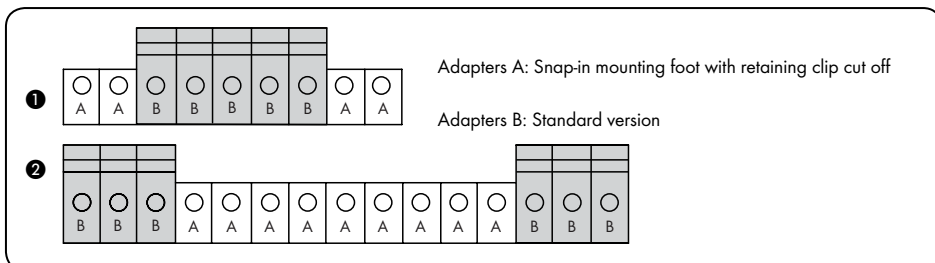 Adapters A: Snap-in mounting foot with retaining clip cut off
❶
A A B B B B B A A
Adapters B: Standard version
❷
B B B A A A A A A A A A B B B